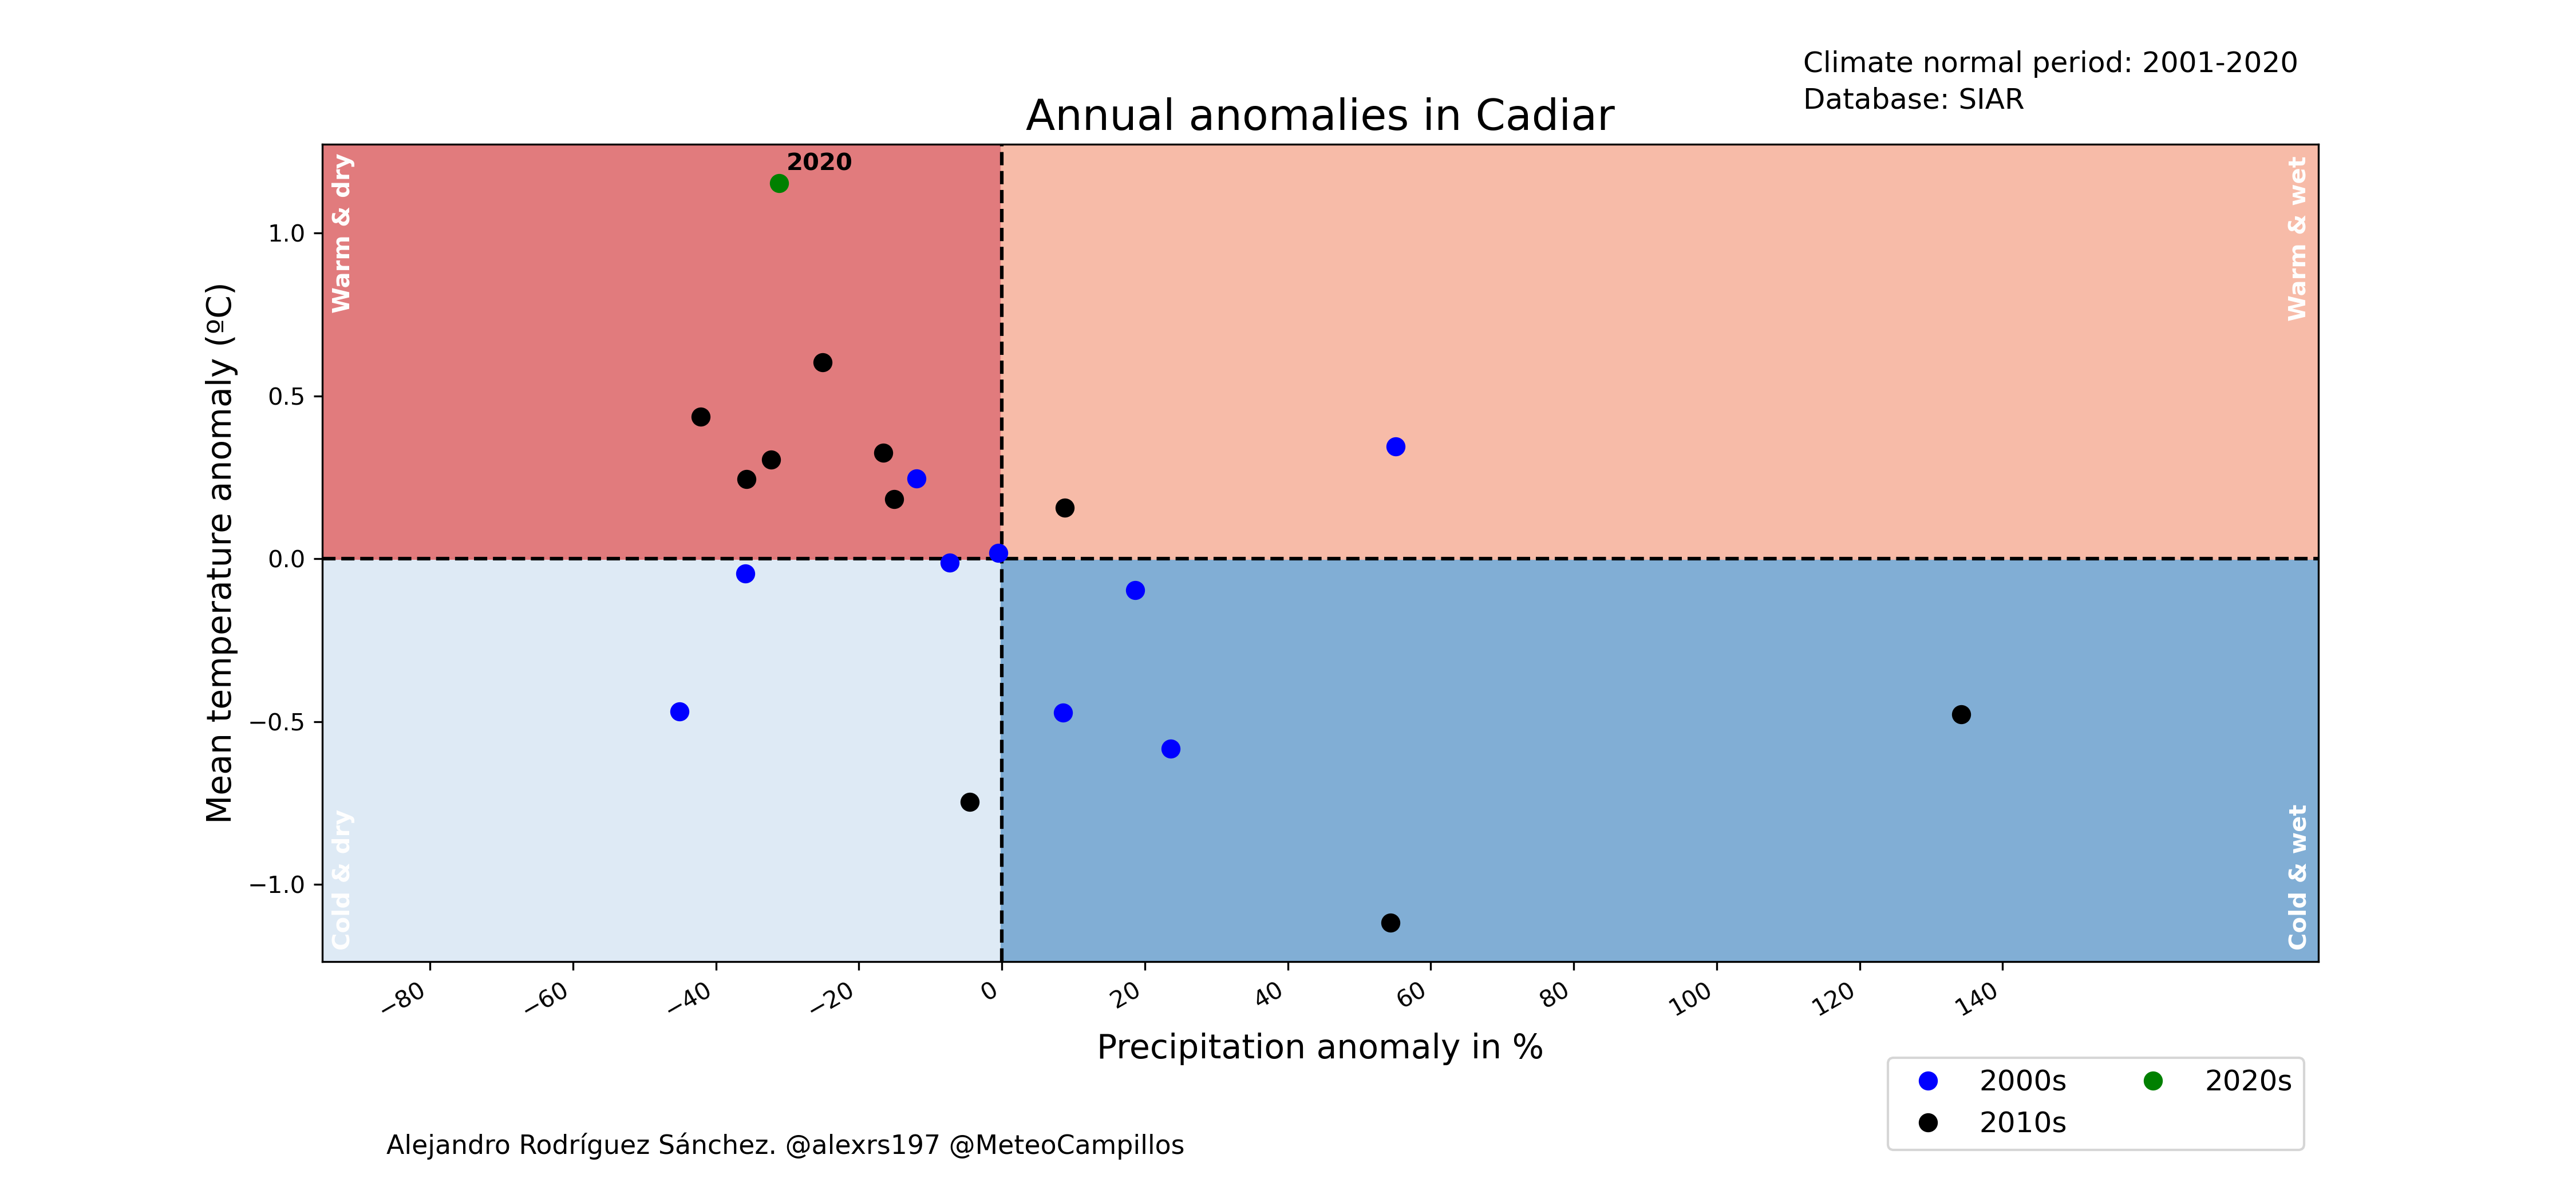 Climate normal period: 2001-2020
Database: SIAR
Annual anomalies in Cadiar
Warm & dry
2020
Warm & wet
1.0
0.5
0.0
−0.5
−1.0
Mean temperature anomaly (ºC)
Cold & dry
Cold & wet
−80 −60 −40 −20 0 20 40 60 80 100 120 140
Precipitation anomaly in %
2000s 2020s
2010s
Alejandro Rodríguez Sánchez. @alexrs197 @MeteoCampillos